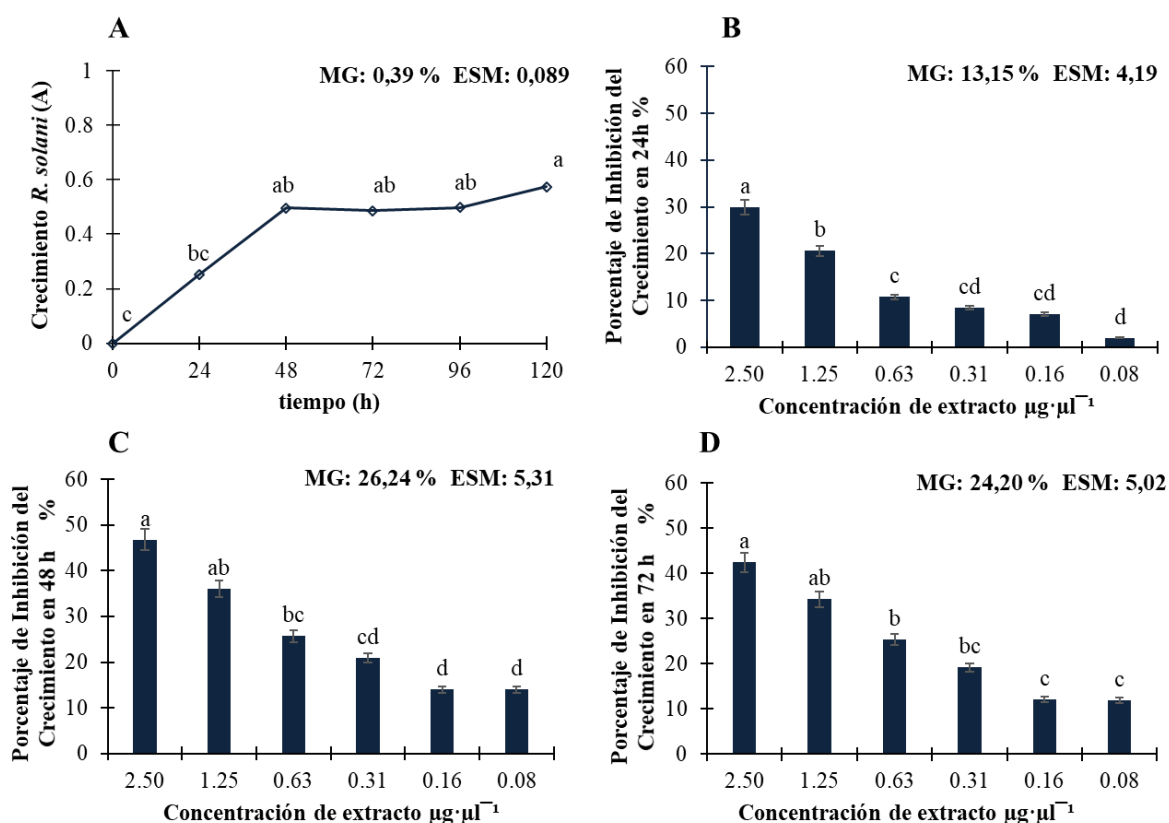 A
MG: 0,39 % ESM: 0,089
Crecimiento R. solani (A)
1
0.8
0.6
0.4
0.2
0
c
bc
ab
ab
ab
a
0 24 48 72 96 120
tiempo (h)
B
MG: 13,15 % ESM: 4,19
Porcentaje de Inhibición del
Crecimiento en 24h %
60
50
40
30
20
10
0
a
b
c
cd
cd
d
2.50 1.25 0.63 0.31 0.16 0.08
Concentración de extracto µg·µl⁻¹
C
MG: 26,24 % ESM: 5,31
Porcentaje de Inhibición del
Crecimiento en 48 h %
60
50
40
30
20
10
0
a
ab
bc
cd
d
d
2.50 1.25 0.63 0.31 0.16 0.08
Concentración de extracto µg·µl⁻¹
D
MG: 24,20 % ESM: 5,02
Porcentaje de Inhibición del
Crecimiento en 72 h %
60
50
40
30
20
10
0
a
ab
b
bc
c
c
2.50 1.25 0.63 0.31 0.16 0.08
Concentración de extracto µg·µl⁻¹